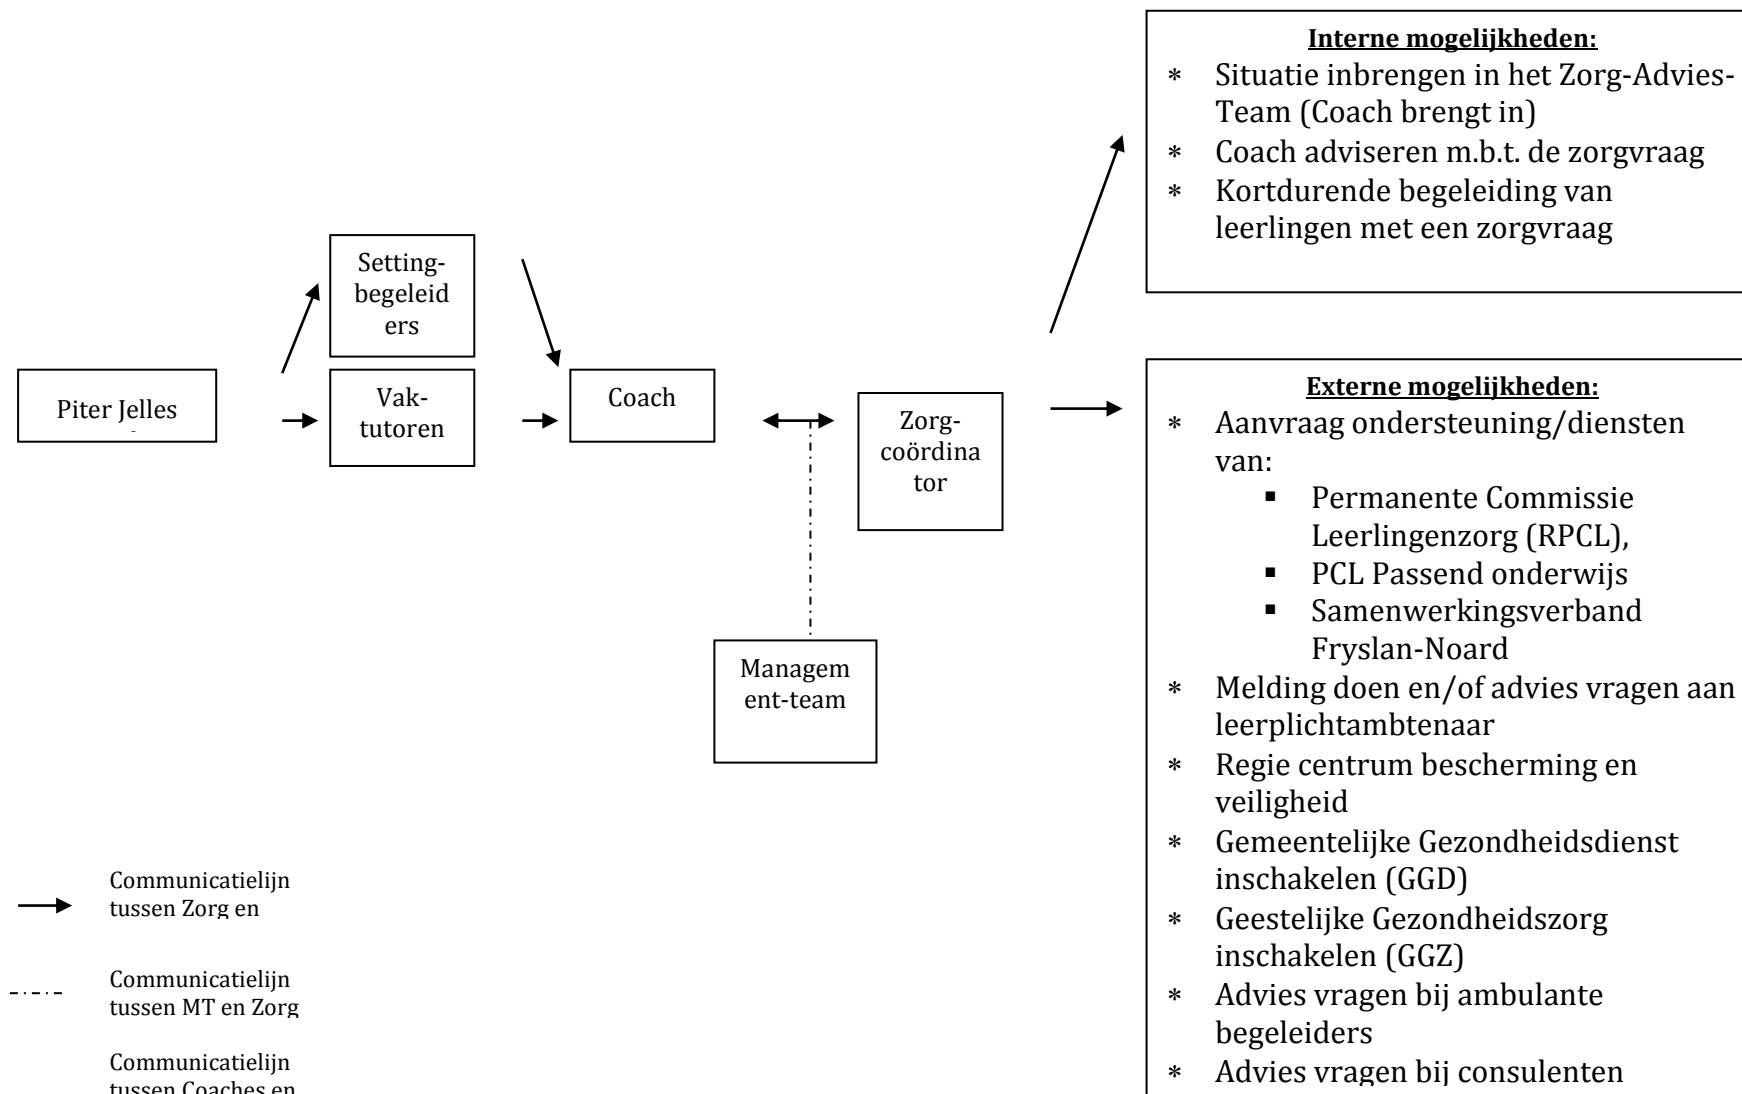 Piter Jelles
Setting-
begeleid
ers
Vak-
tutoren
Coach
Zorg-
coördina
tor
Managem
ent-team
Interne mogelijkheden:
* Situatie inbrengen in het Zorg-Advies-
Team (Coach brengt in)
* Coach adviseren m.b.t. de zorgvraag
* Kortdurende begeleiding van
leerlingen met een zorgvraag
Externe mogelijkheden:
* Aanvraag ondersteuning/diensten
van:
▪ Permanente Commissie
Leerlingenzorg (RPCL),
▪ PCL Passend onderwijs
▪ Samenwerkingsverband
Fryslan-Noard
* Melding doen en/of advies vragen aan
leerplichtambtenaar
* Regie centrum bescherming en
veiligheid
* Gemeentelijke Gezondheidsdienst
inschakelen (GGD)
* Geestelijke Gezondheidszorg
inschakelen (GGZ)
* Advies vragen bij ambulante
begeleiders
* Advies vragen bij consulenten
Communicatielijn
tussen Zorg en
Communicatielijn
tussen MT en Zorg
Communicatielijn
tussen Coaches en